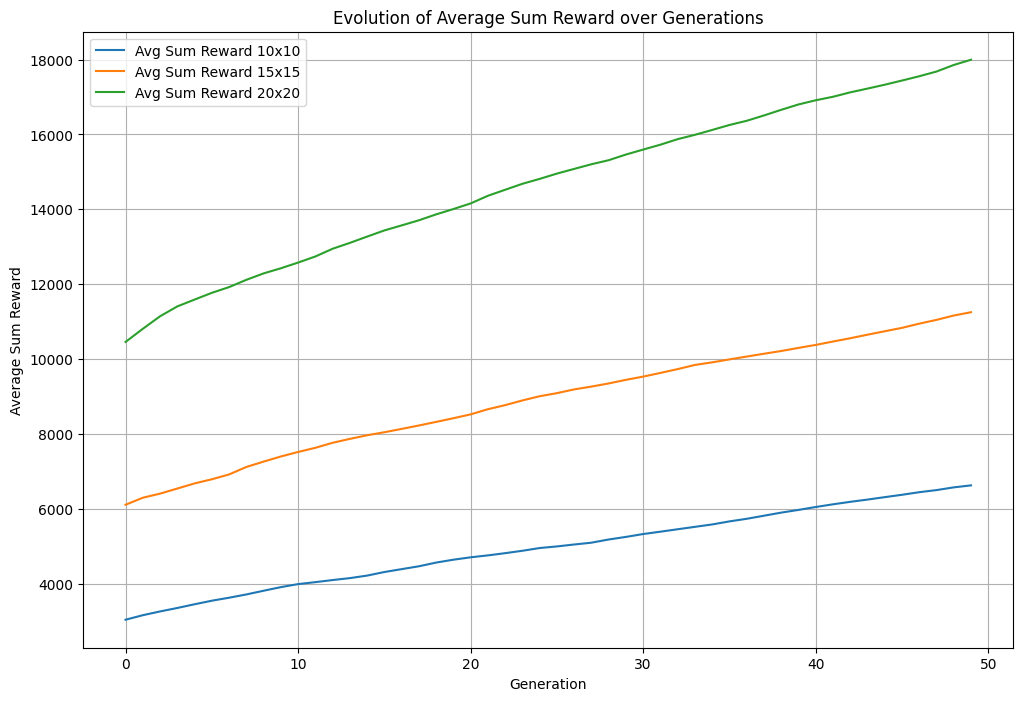 Evolution of Average Sum Reward over Generations
Avg Sum Reward 10x10
Avg Sum Reward 15x15
Avg Sum Reward 20x20
18000
16000
14000
12000
10000
8000
6000
4000
Average Sum Reward
0 10 20 30 40 50
Generation